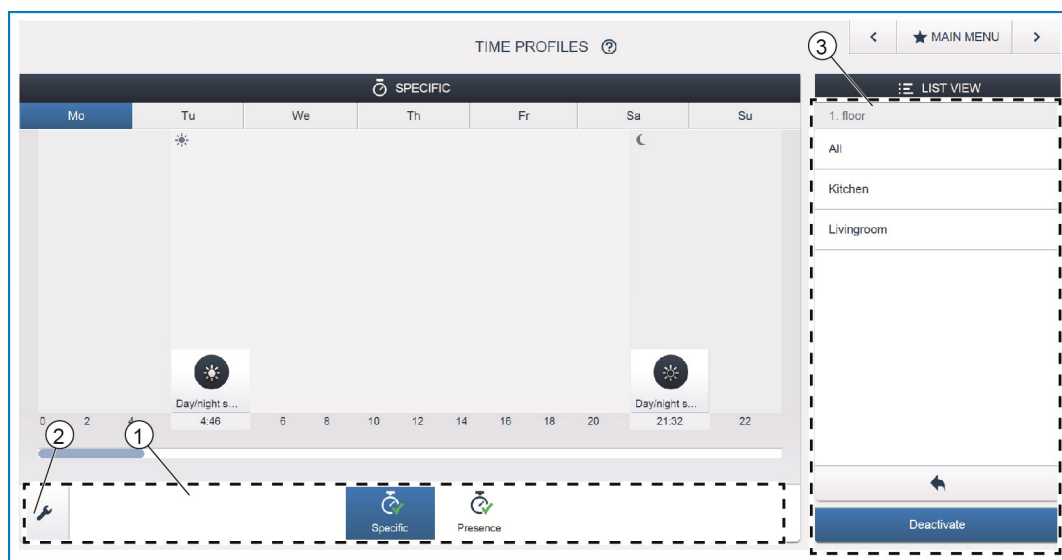 TIME PROFILES ?
3
< MAIN MENU >
SPECIFIC
LIST VIEW
Mo Tu We Th Fr Sa Su
1. floor
All
Kitchen
Livingroom
Day/night s...
Day/night s...
0 2 4 4:46 6 8 10 12 14 16 18 20 21:32 22
2
1
Specific
Presence
Deactivate